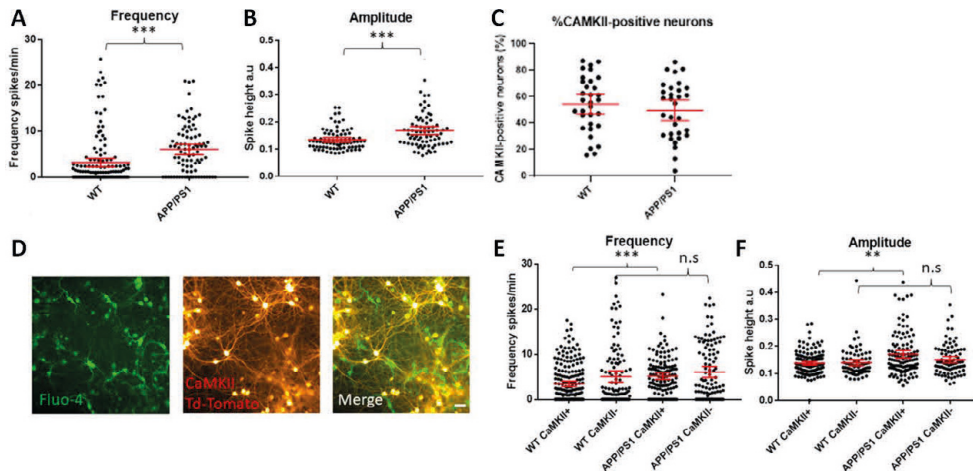 A
Frequency
***
Frequency spikes/min
30
20
10
0
WT
APP/PS1
B
Amplitude
***
Spike height a.u
0.5
0.4
0.3
0.2
0.1
0.0
WT
APP/PS1
C
%CAMKII-positive neurons
CAMKII-positive neurons (%)
100
80
60
40
20
0
WT
APP/PS1
D
Fluo-4
CaMKII
Td-Tomato
Merge
E
Frequency
***
n.s
Frequency spikes/min
30
20
10
0
WT CaMKII+
WT CaMKII-
APP/PS1 CaMKII+
APP/PS1 CaMKII-
F
Amplitude
**
n.s
Spike height a.u
0.5
0.4
0.3
0.2
0.1
0.0
WT CaMKII+
WT CaMKII-
APP/PS1 CaMKII+
APP/PS1 CaMKII-